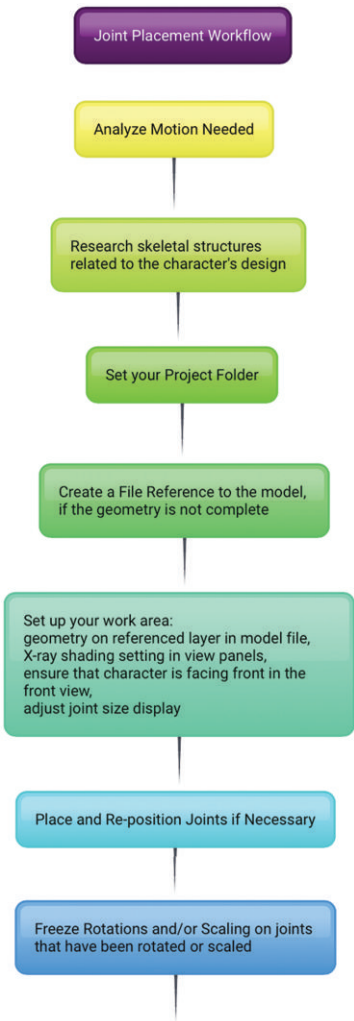 Joint Placement Workflow
Analyze Motion Needed
Research skeletal structures
related to the character's design
Set your Project Folder
Create a File Reference to the model,
if the geometry is not complete
Set up your work area:
geometry on referenced layer in model file,
X-ray shading setting in view panels,
ensure that character is facing front in the
front view,
adjust joint size display
Place and Re-position Joints if Necessary
Freeze Rotations and/or Scaling on joints
that have been rotated or scaled